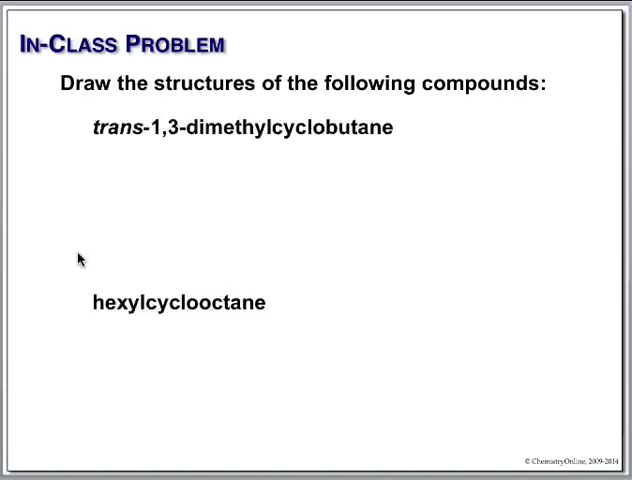 IN-CLASS PROBLEM
Draw the structures of the following compounds:
trans-1,3-dimethylcyclobutane
hexylcyclooctane
© ChemistryOnline, 2009-2014